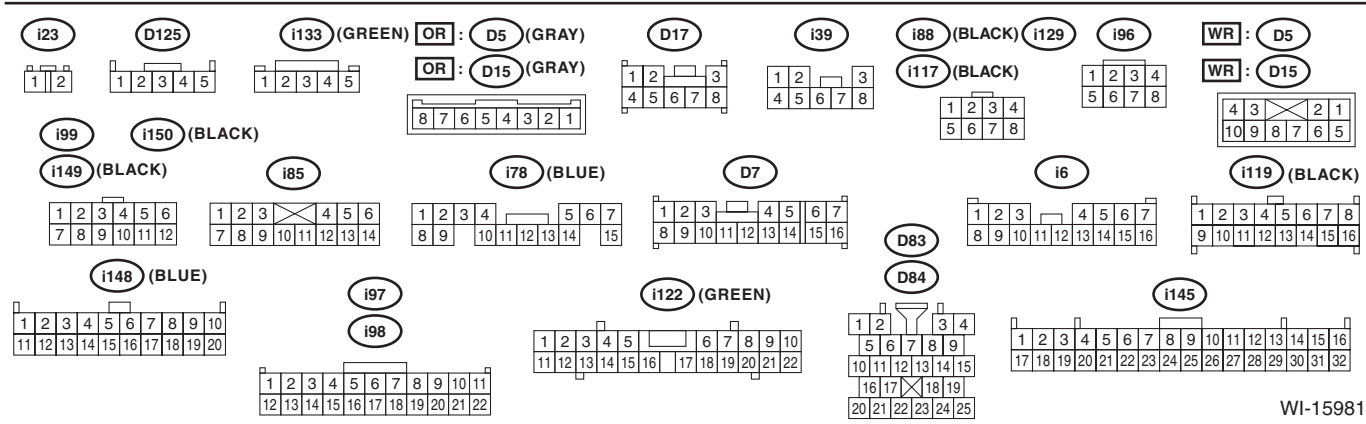 i23 D125 i133 (GREEN) OR : D5 (GRAY) D17 i39 i88 (BLACK) i129 i96 WR : D5
OR : D15 (GRAY) i117 (BLACK) WR : D15
1 2
1 2 3 4 5
1 2 3 4 5
8 7 6 5 4 3 2 1
1 2 3
4 5 6 7 8
1 2 3
4 5 6 7 8
1 2 3 4
5 6 7 8
1 2 3 4
5 6 7 8
4 3 2 1
10 9 8 7 6 5
i99 i150 (BLACK)
i149 (BLACK) i85 i78 (BLUE) D7 i6 i119 (BLACK)
1 2 3 4 5 6
7 8 9 10 11 12
1 2 3 4 5 6
7 8 9 10 11 12 13 14
1 2 3 4 5 6 7
8 9 10 11 12 13 14 15
1 2 3 4 5 6 7
8 9 10 11 12 14 15 16
1 2 3 4 5 6 7
8 9 10 11 12 13 14 15 16
1 2 3 4 5 6 7 8
9 10 11 12 13 14 15 16
i148 (BLUE) i97 i122 (GREEN) D83 i145
i98 D84
1 2 3 4 5 6 7 8 9 10
11 12 13 14 15 16 17 18 19 20
1 2 3 4 5 6 7 8 9 10 11
12 13 14 15 16 17 18 19 20 21 22
1 2 3 4 5 6 7 8 9 10
11 12 13 14 15 16 17 18 19 20 21 22
1 2 3 4
5 6 7 8 9
10 11 12 13 14 15
16 17 18 19
20 21 22 23 24 25
1 2 3 4 5 6 7 8 9 10 11 12 13 14 15 16
17 18 19 20 21 22 23 24 25 26 27 28 29 30 31 32
WI-15981